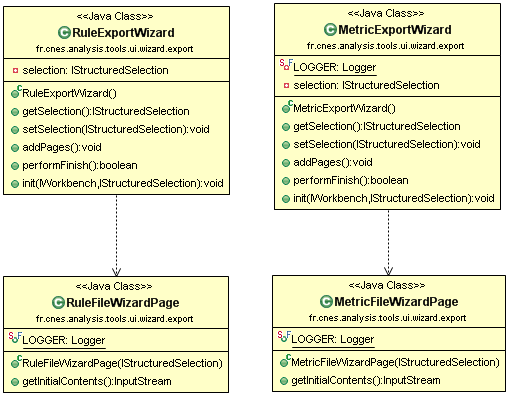 <<Java Class>>
RuleExportWizard
fr.cnes.analysis.tools.ui.wizard.export
selection: IStructuredSelection
RuleExportWizard()
getSelection():IStructuredSelection
setSelection(IStructuredSelection):void
addPages():void
performFinish():boolean
init(IWorkbench,IStructuredSelection):void
<<Java Class>>
MetricExportWizard
fr.cnes.analysis.tools.ui.wizard.export
LOGGER: Logger
selection: IStructuredSelection
MetricExportWizard()
getSelection():IStructuredSelection
setSelection(IStructuredSelection):void
addPages():void
performFinish():boolean
init(IWorkbench,IStructuredSelection):void
<<Java Class>>
RuleFileWizardPage
fr.cnes.analysis.tools.ui.wizard.export
LOGGER: Logger
RuleFileWizardPage(IStructuredSelection)
getInitialContents():InputStream
<<Java Class>>
MetricFileWizardPage
fr.cnes.analysis.tools.ui.wizard.export
LOGGER: Logger
MetricFileWizardPage(IStructuredSelection)
getInitialContents():InputStream